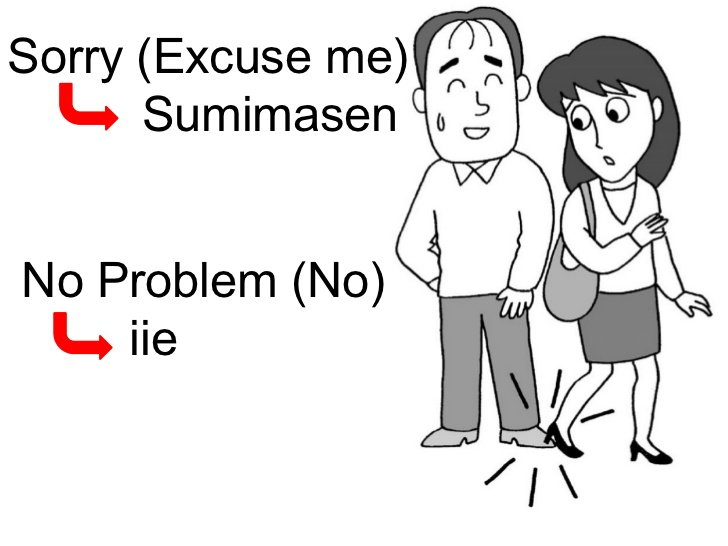 Sorry (Excuse me)
Sumimasen
No Problem (No)
iie